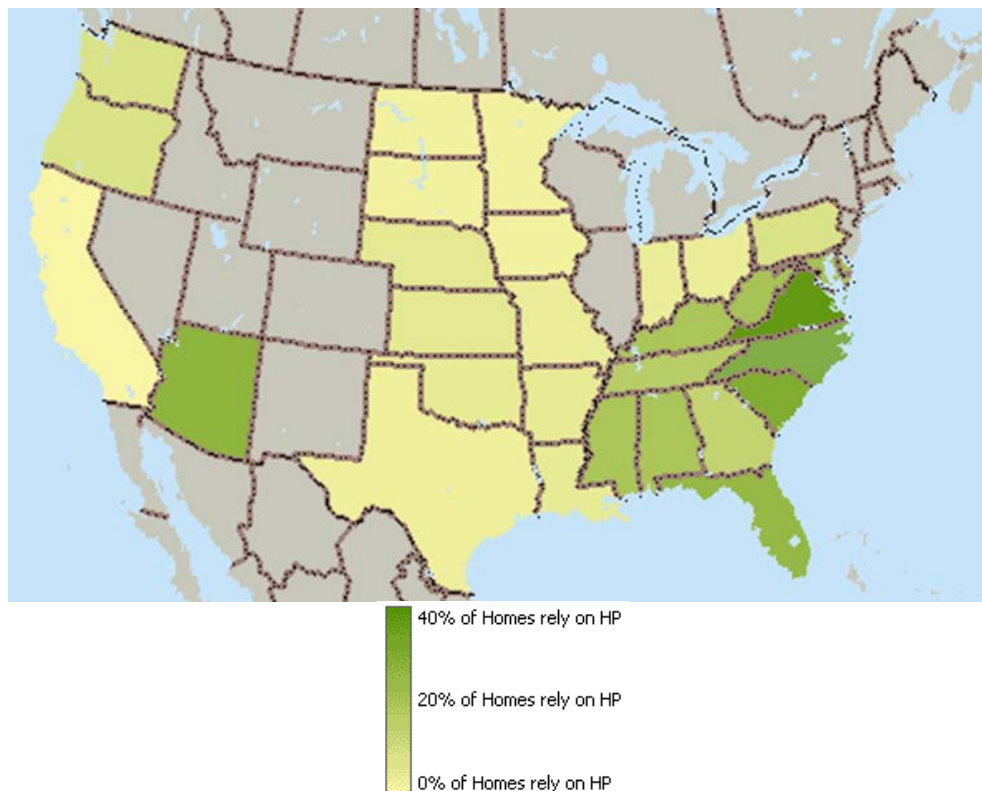 40% of Homes rely on HP
20% of Homes rely on HP
0% of Homes rely on HP